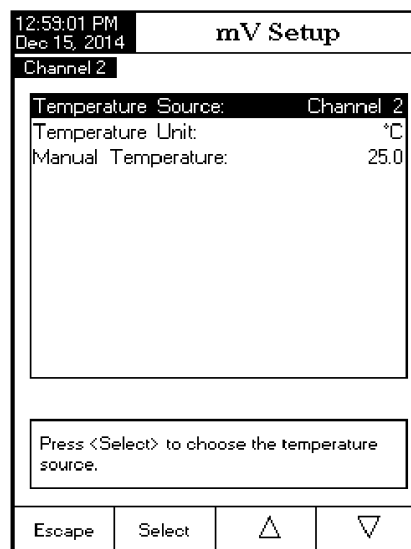 12:59:01 PM
Dec 15, 2014
mV Setup
Channel 2
Temperature Source: Channel 2
Temperature Unit: °C
Manual Temperature: 25.0
Press <Select> to choose the temperature
source.
Escape Select △ ▽